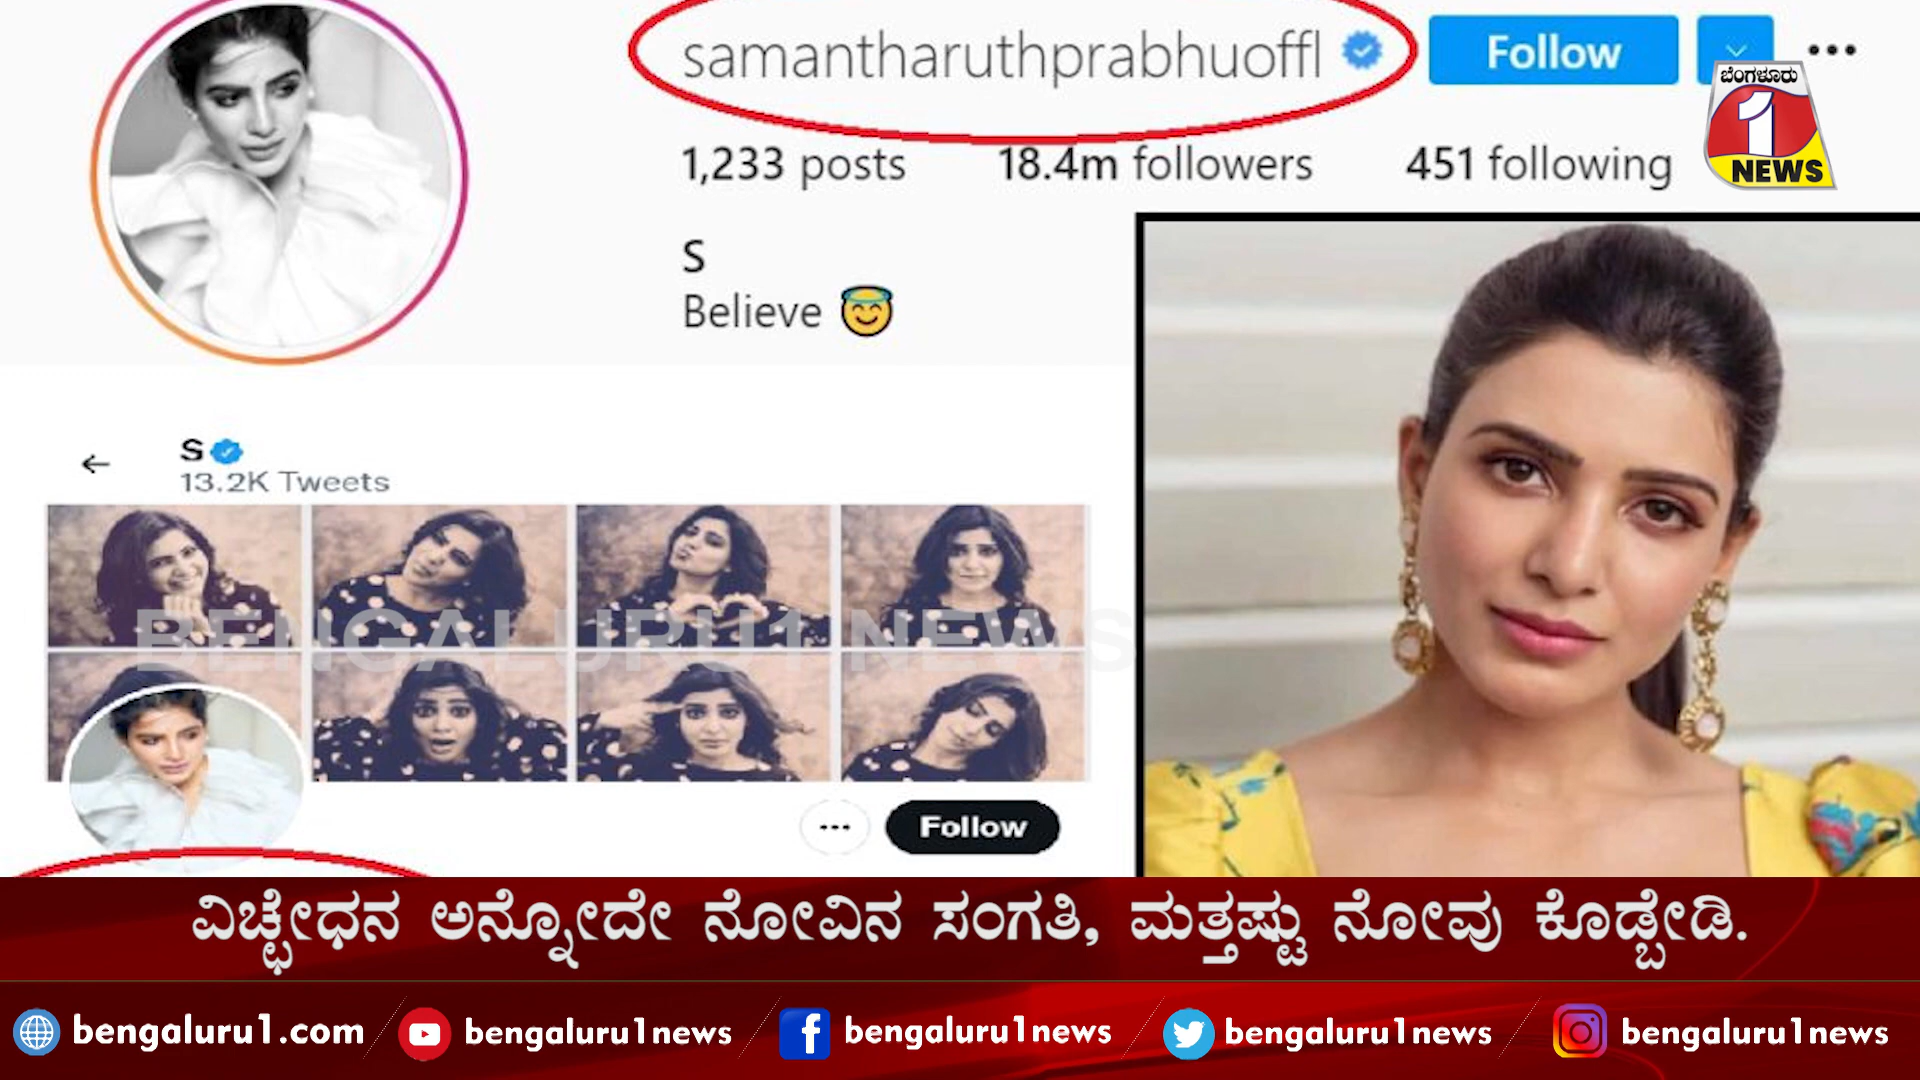 samantharuthprabhuoffl
Follow
1,233 posts 18.4m followers 451 following
ಬೆಂಗಳೂರು
1
NEWS
S
Believe 😇
S
13.2K Tweets
BENGALURU1 NEWS
Follow
ವಿಚ್ಛೇಧನ ಅನ್ನೋದೇ ನೋವಿನ ಸಂಗತಿ, ಮತ್ತಷ್ಟು ನೋವು ಕೊಡ್ಬೇಡಿ.
bengaluru1.com bengaluru1news bengaluru1news bengaluru1news bengaluru1news